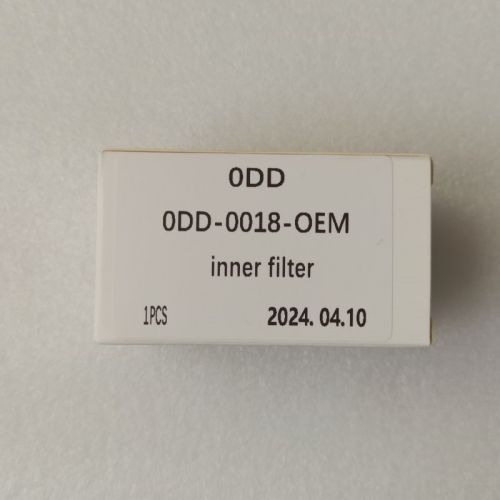 0DD
0DD-0018-OEM
inner filter
1PCS 2024. 04.10